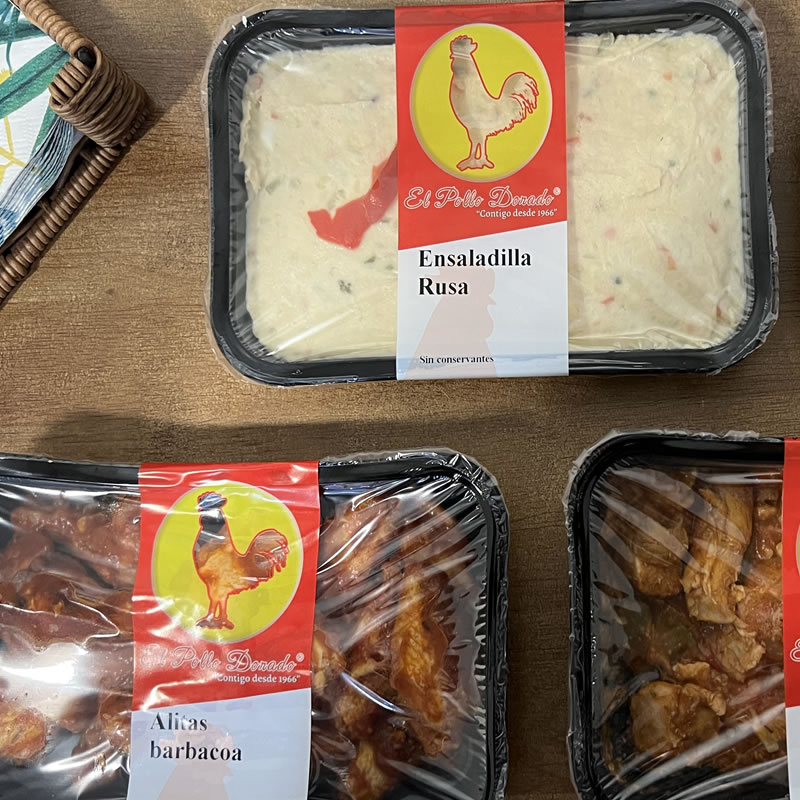 El Pollo Dorado®
"Contigo desde 1966"
Ensaladilla
Rusa
Sin conservantes
El Pollo Dorado®
"Contigo desde 1966"
Alitas
barbacoa